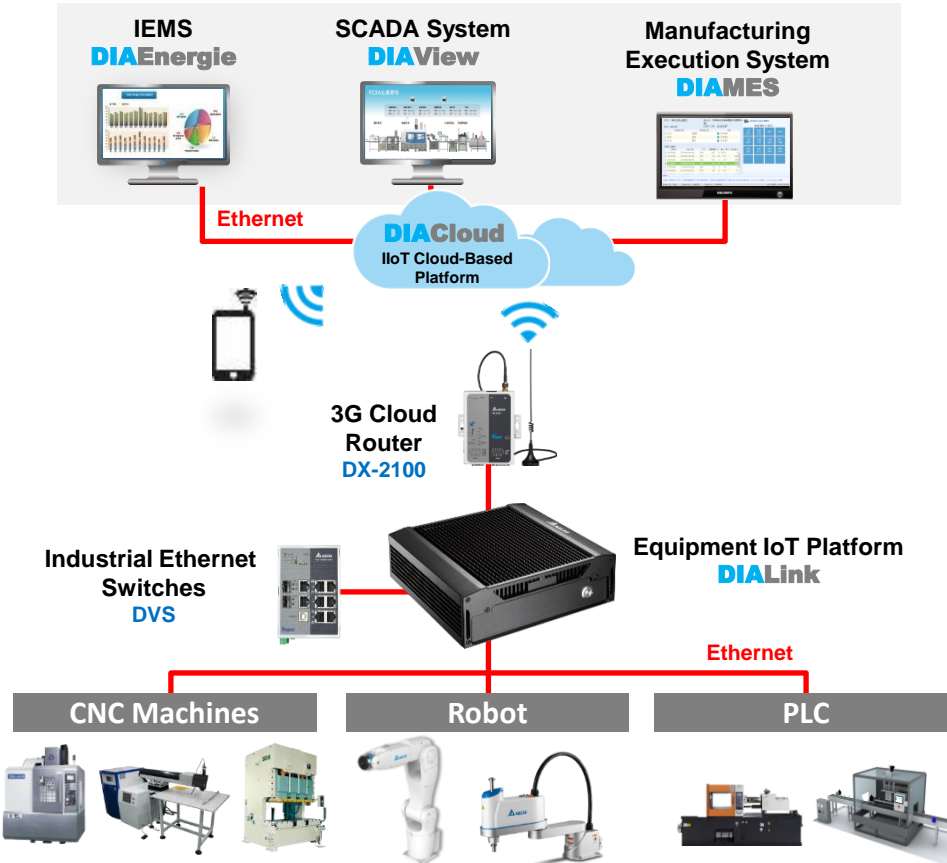 IEMS
DIAEnergie
SCADA System
DIAView
Manufacturing
Execution System
DIAMES
Ethernet
DIACloud
IIoT Cloud-Based
Platform
3G Cloud
Router
DX-2100
Industrial Ethernet
Switches
DVS
Equipment IoT Platform
DIALink
Ethernet
CNC Machines
Robot
PLC